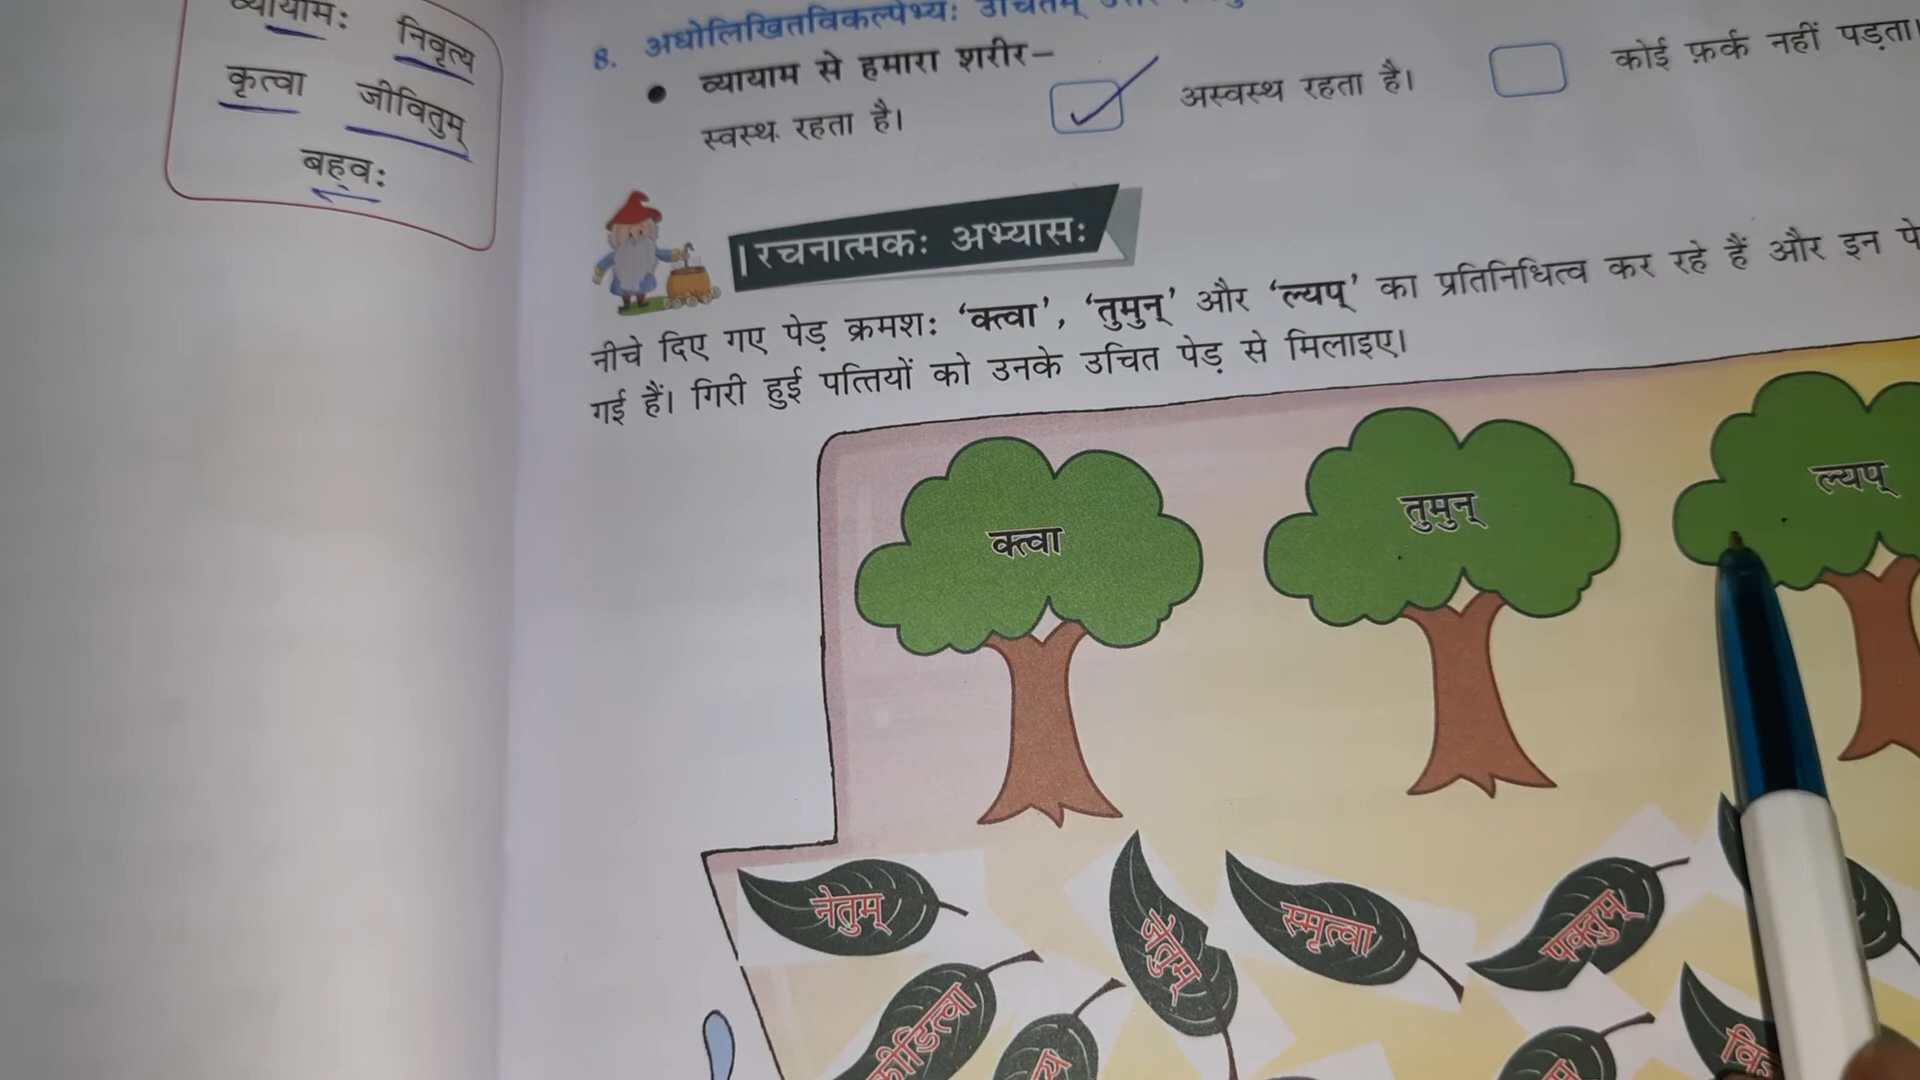 व्यायामः निवृत्य
कृत्वा जीवितुम्
बहवः
8. अधोलिखितविकल्पेभ्यः उचितम्
• व्यायाम से हमारा शरीर–
स्वस्थ रहता है। अस्वस्थ रहता है। कोई फ़र्क नहीं पड़ता।
रचनात्मकः अभ्यासः
नीचे दिए गए पेड़ क्रमशः ‘क्त्वा’, ‘तुमुन्’ और ‘ल्यप्’ का प्रतिनिधित्व कर रहे हैं और इन
गई हैं। गिरी हुई पत्तियों को उनके उचित पेड़ से मिलाइए।
क्त्वा तुमुन् ल्यप्
नेतुम् जेतुम् स्मृत्वा पक्तुम्
क्रीडित्वा